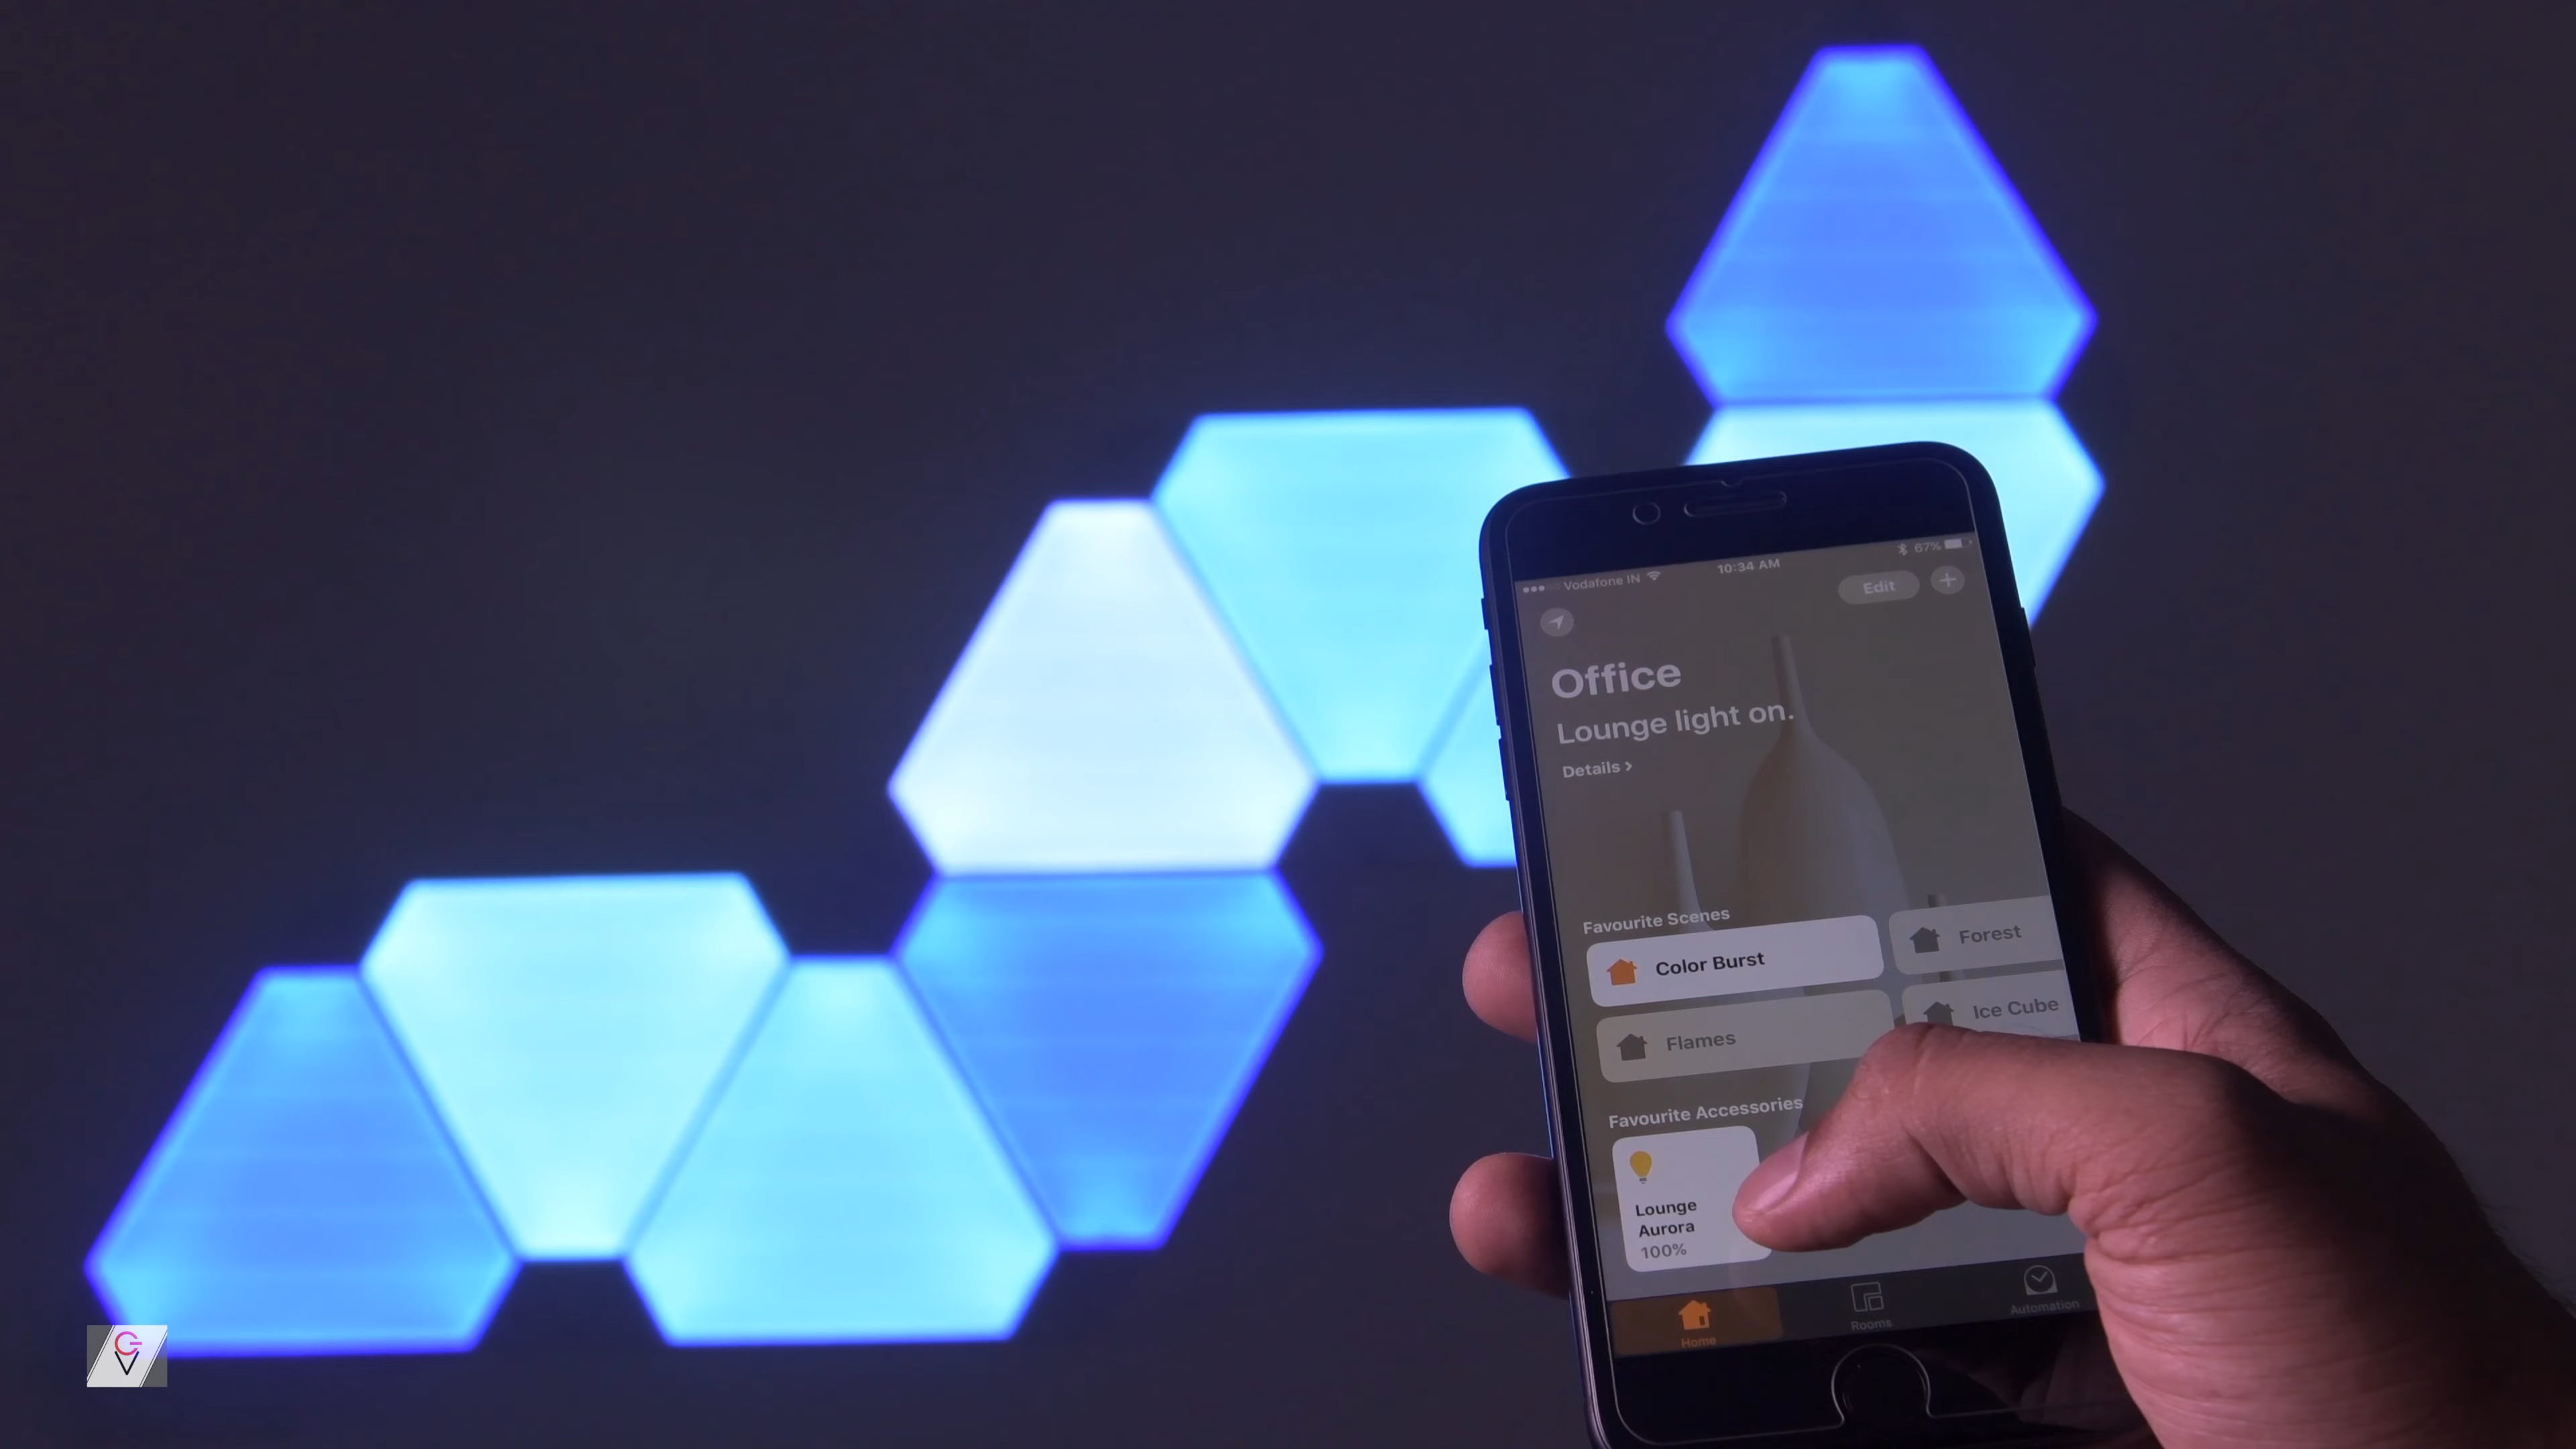 Vodafone IN
10:34 AM
67%
Edit
Office
Lounge light on.
Details >
Favourite Scenes
Color Burst
Forest
Flames
Ice Cube
Favourite Accessories
Lounge
Aurora
100%
Home
Rooms
Automation
GV